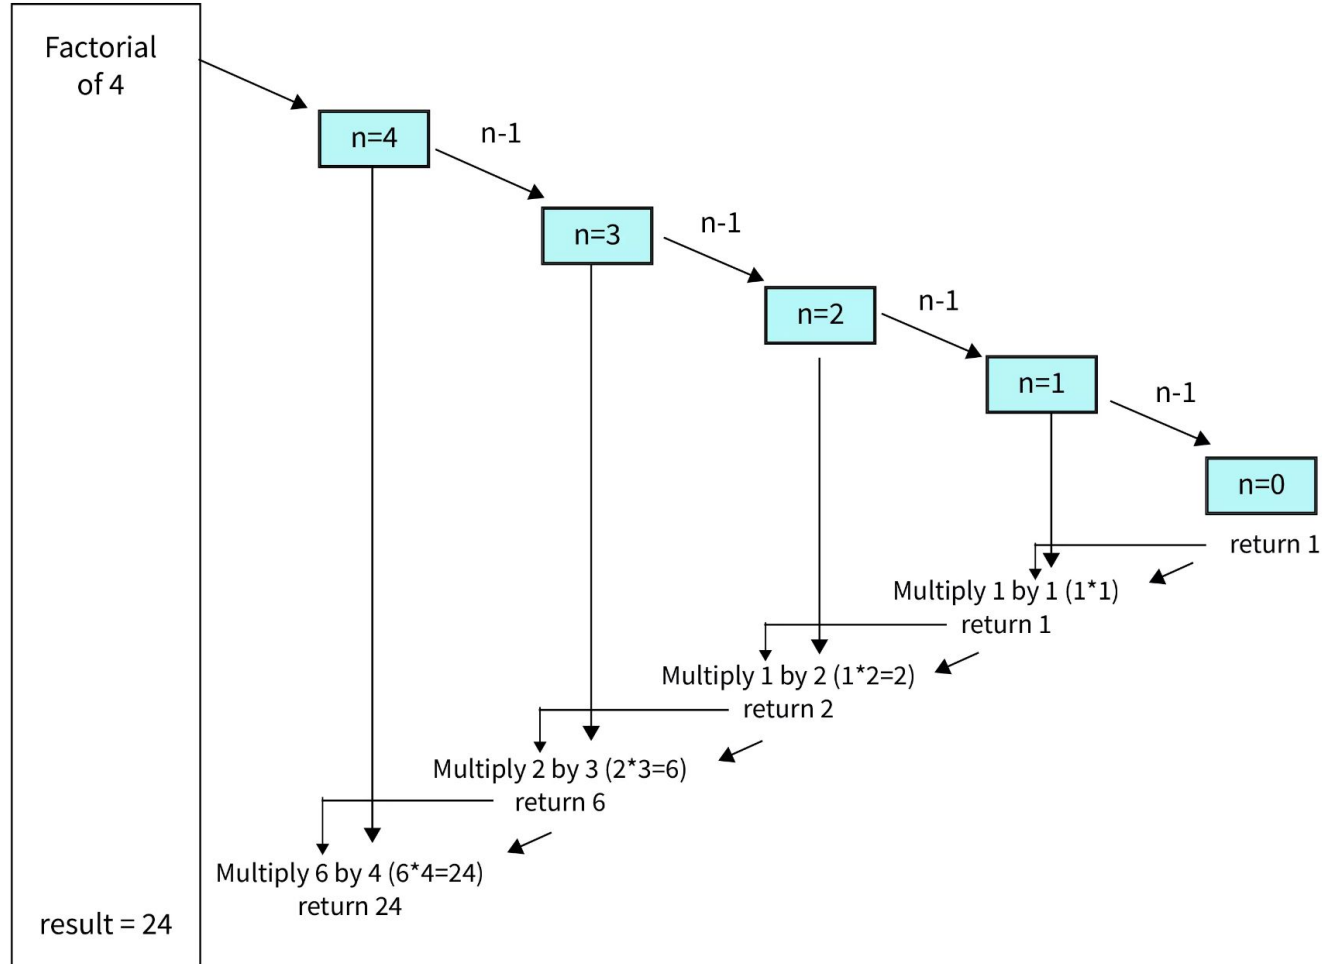 Factorial
of 4
n=4
n-1
n=3
n-1
n=2
n-1
n=1
n-1
n=0
return 1
Multiply 1 by 1 (1*1)
return 1
Multiply 1 by 2 (1*2=2)
return 2
Multiply 2 by 3 (2*3=6)
return 6
Multiply 6 by 4 (6*4=24)
return 24
result = 24